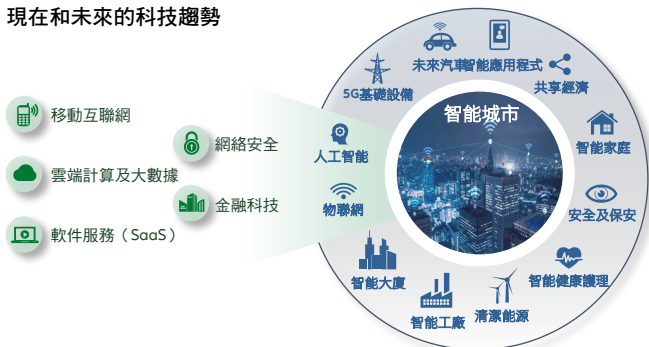 現在和未來的科技趨勢
移動互聯網
網絡安全
雲端計算及大數據
金融科技
軟件服務（SaaS）
智能城市
人工智能
物聯網
5G基礎設備
未來汽車
智能應用程式
共享經濟
智能家庭
安全及保安
智能健康護理
清潔能源
智能工廠
智能大廈